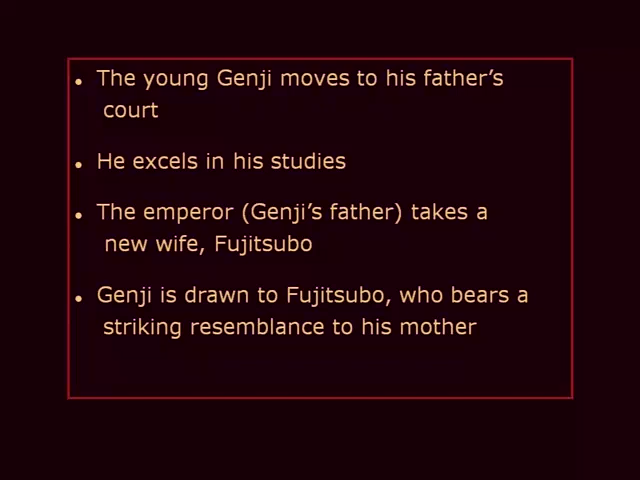 • The young Genji moves to his father’s
court
• He excels in his studies
• The emperor (Genji’s father) takes a
new wife, Fujitsubo
• Genji is drawn to Fujitsubo, who bears a
striking resemblance to his mother